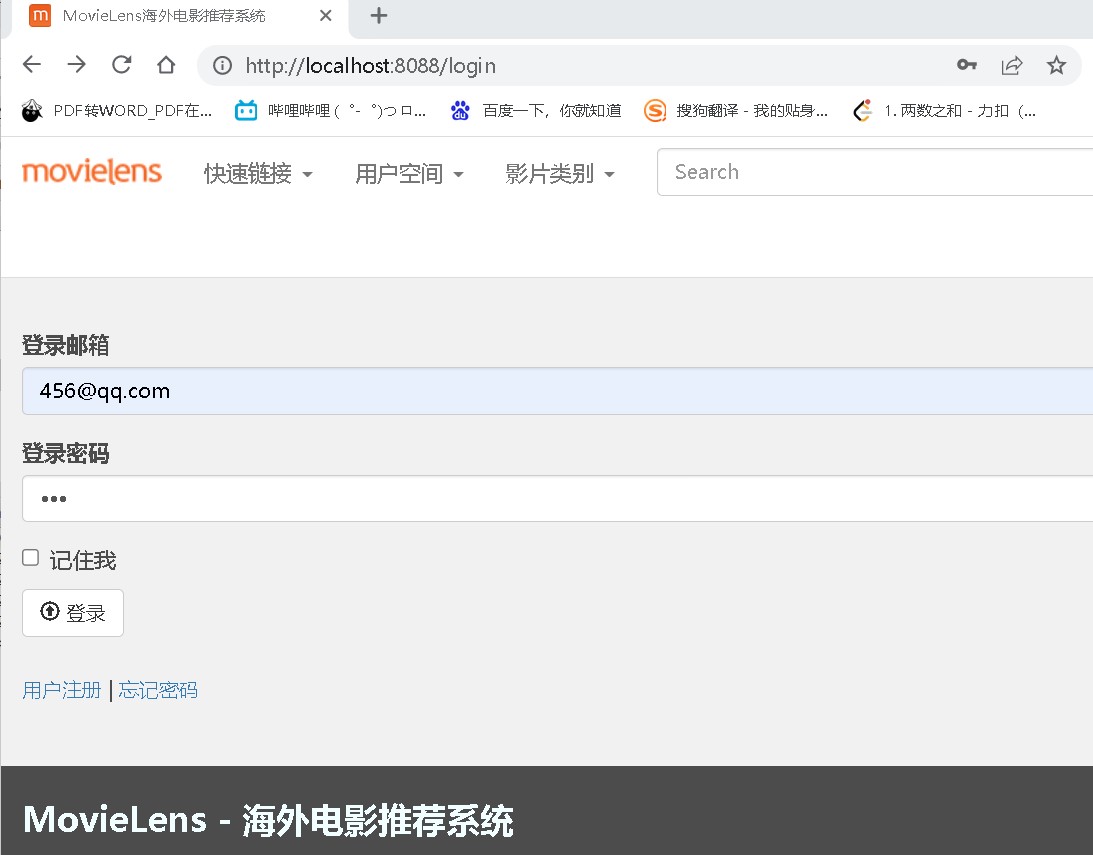 MovieLens海外电影推荐系统
http://localhost:8088/login
PDF转WORD_PDF在... 哔哩哔哩 ( ゜- ゜)つロ... 百度一下，你就知道 搜狗翻译 - 我的贴身... 1. 两数之和 - 力扣（...
movielens 快速链接 用户空间 影片类别 Search
登录邮箱
456@qq.com
登录密码
•••
记住我
登录
用户注册 | 忘记密码
MovieLens - 海外电影推荐系统